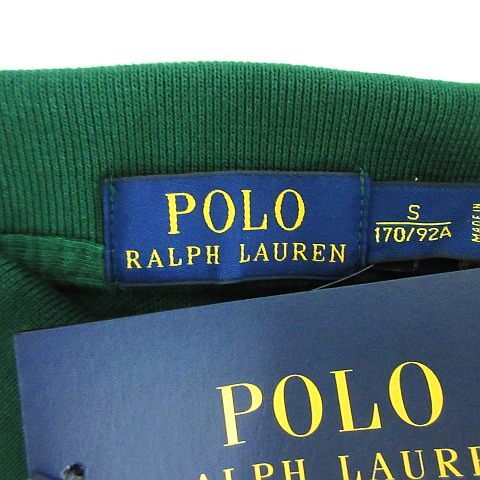 POLO
RALPH LAUREN
S
170/92A
MADE IN
POLO
RALPH LAUREN